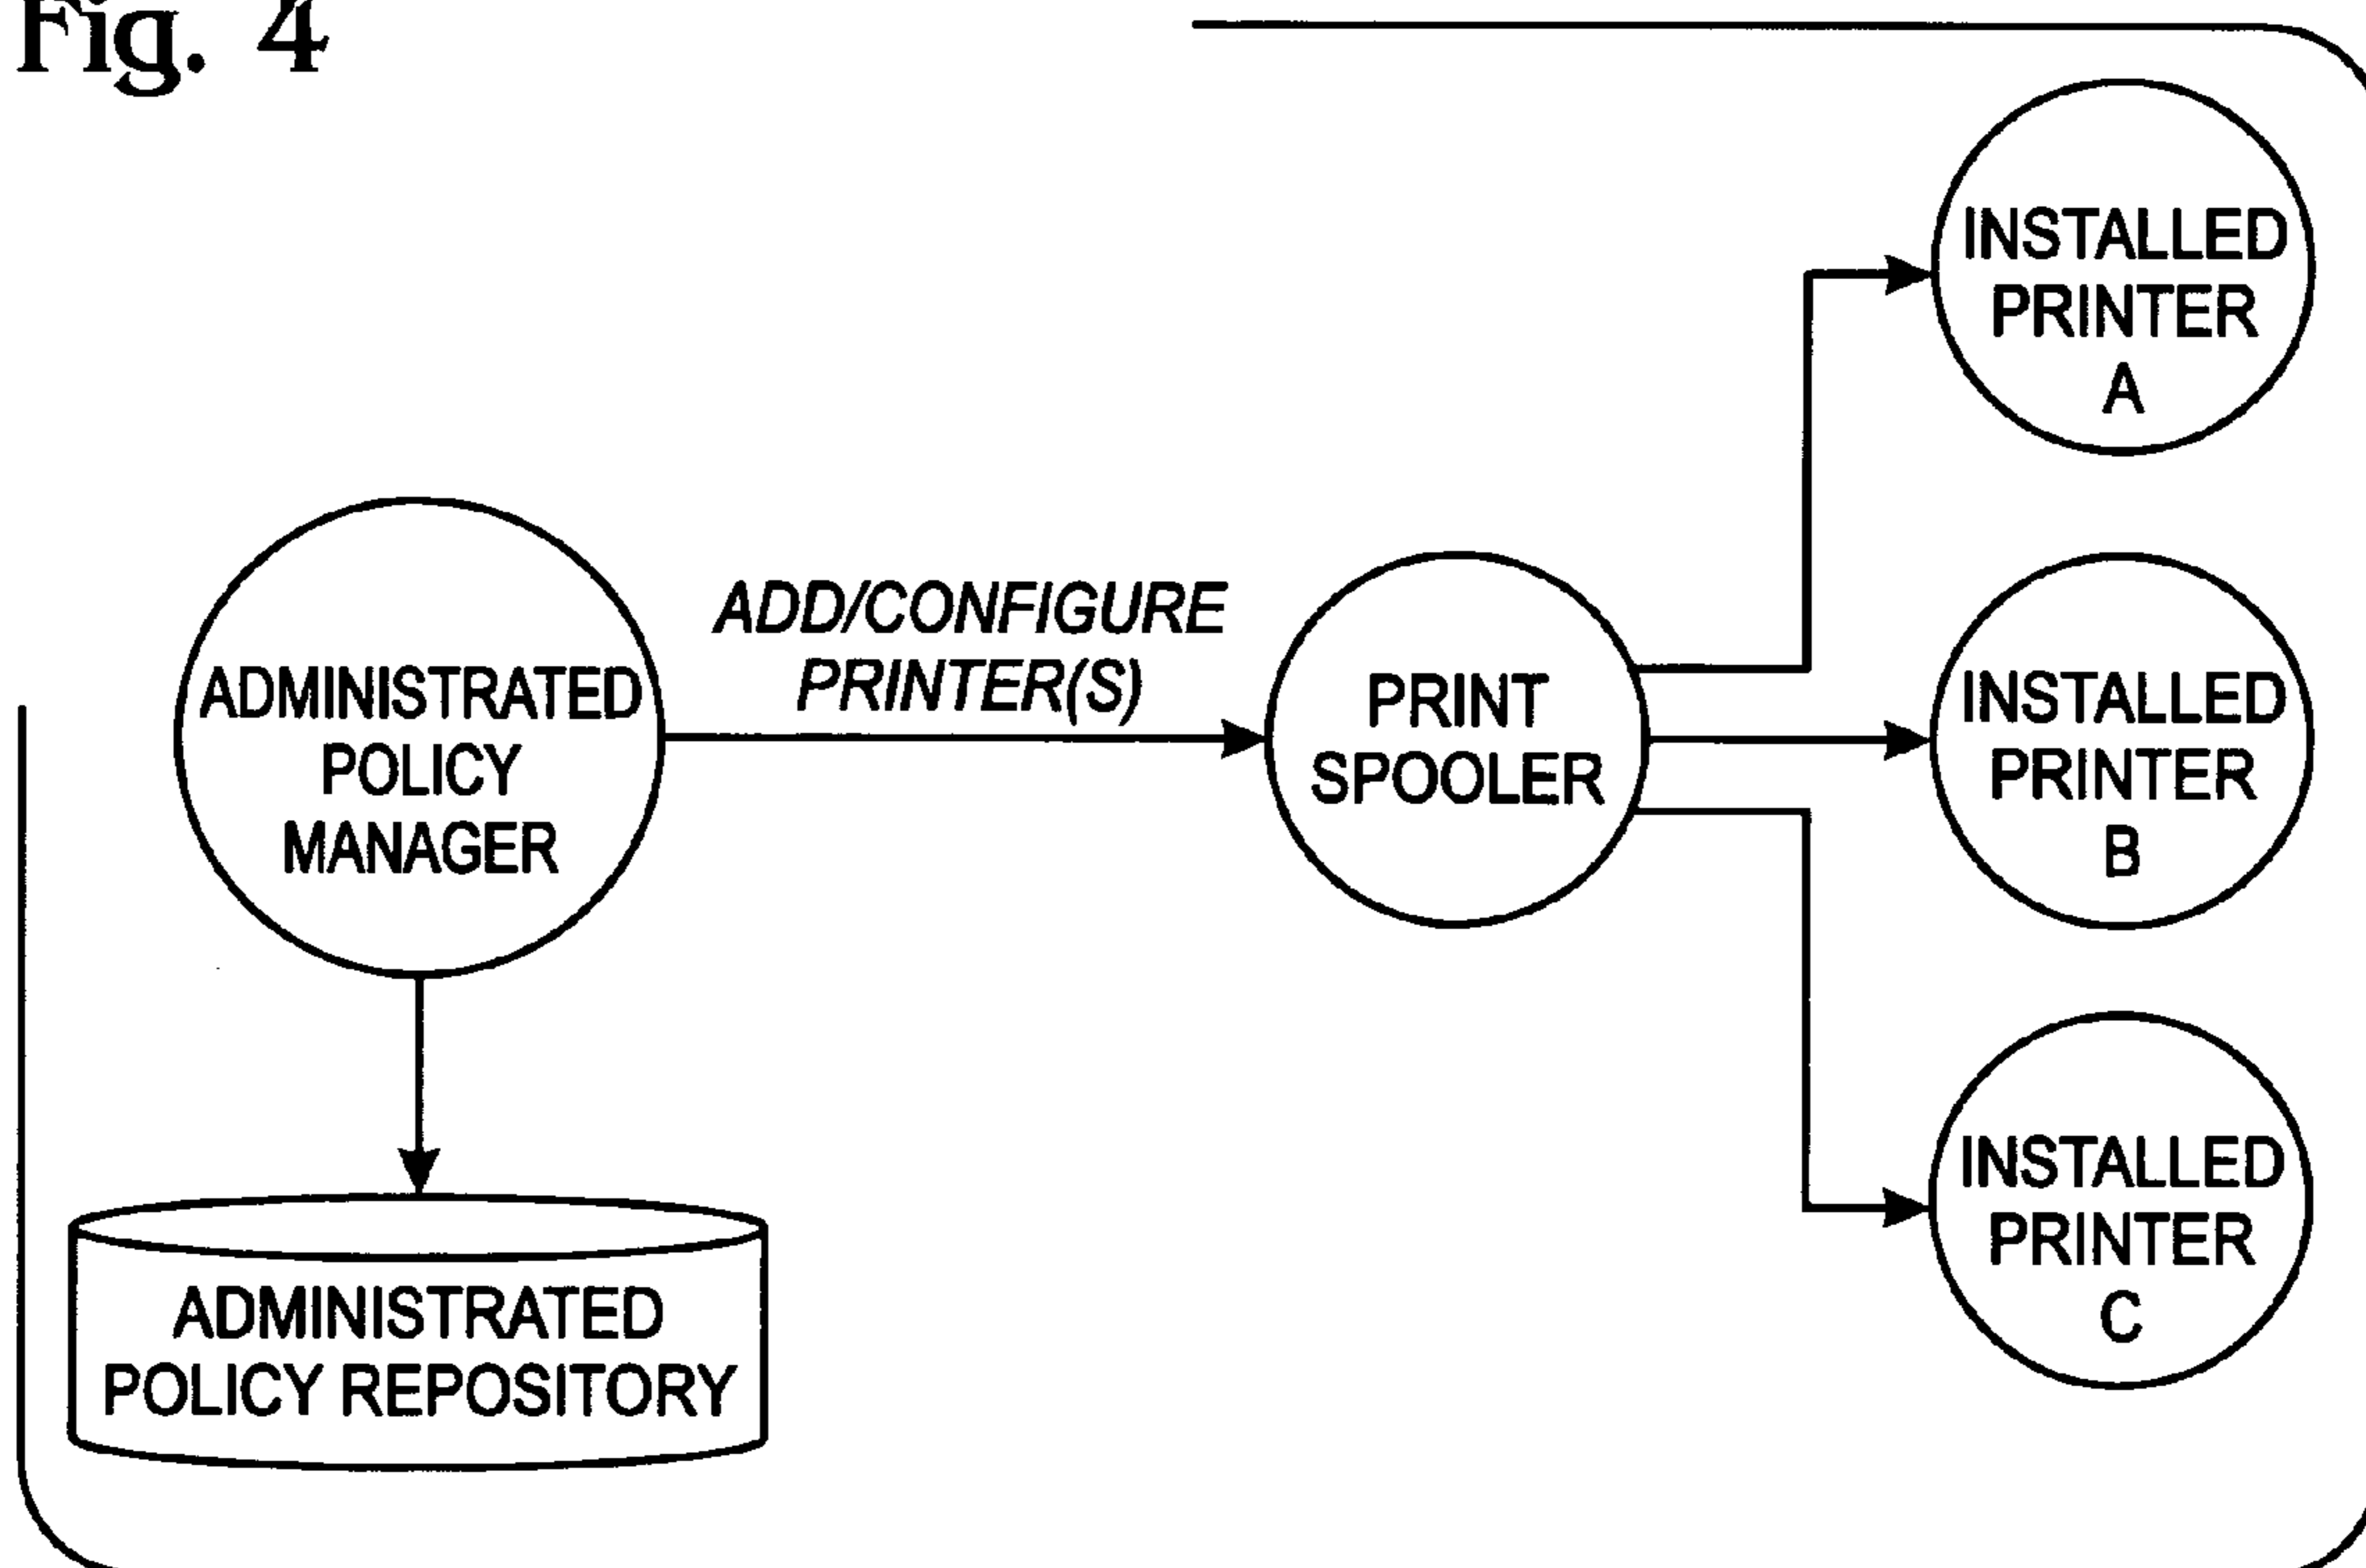 Fig. 4
INSTALLED
PRINTER
A
ADD/CONFIGURE
PRINTER(S)
ADMINISTRATED
POLICY
MANAGER
PRINT
SPOOLER
INSTALLED
PRINTER
B
INSTALLED
PRINTER
C
ADMINISTRATED
POLICY REPOSITORY